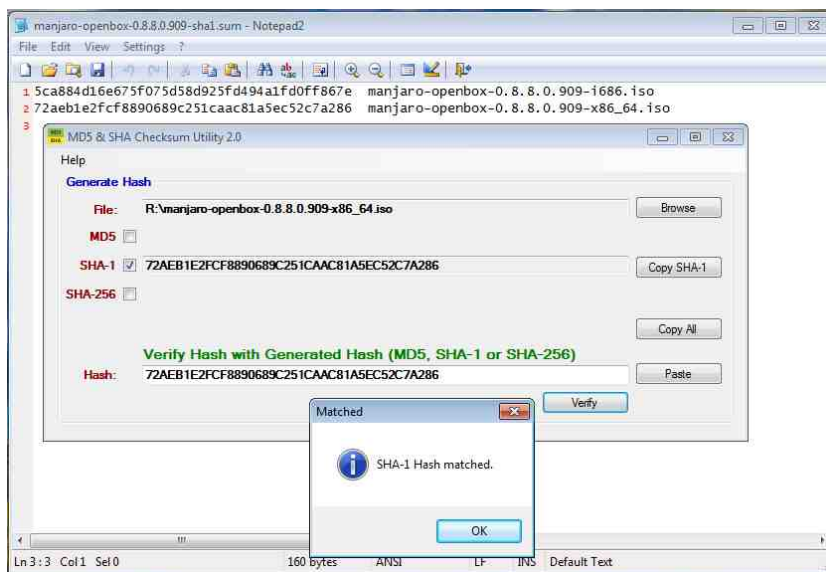 manjaro-openbox-0.8.8.0.909-sha1.sum - Notepad2
File Edit View Settings ?
1 5ca884d16e675f075d58d925fd494a1fd0ff867e manjaro-openbox-0.8.8.0.909-i686.iso
2 72aeb1e2fcf8890689c251caac81a5ec52c7a286 manjaro-openbox-0.8.8.0.909-x86_64.iso
3
MD5 & SHA Checksum Utility 2.0
Help
Generate Hash
File: R:\manjaro-openbox-0.8.8.0.909-x86_64.iso Browse
MD5
SHA-1 72AEB1E2FCF8890689C251CAAC81A5EC52C7A286 Copy SHA-1
SHA-256
Copy All
Verify Hash with Generated Hash (MD5, SHA-1 or SHA-256)
Hash: 72AEB1E2FCF8890689C251CAAC81A5EC52C7A286 Paste
Verify
Matched
SHA-1 Hash matched.
OK
Ln 3 : 3 Col 1 Sel 0 160 bytes ANSI LF INS Default Text